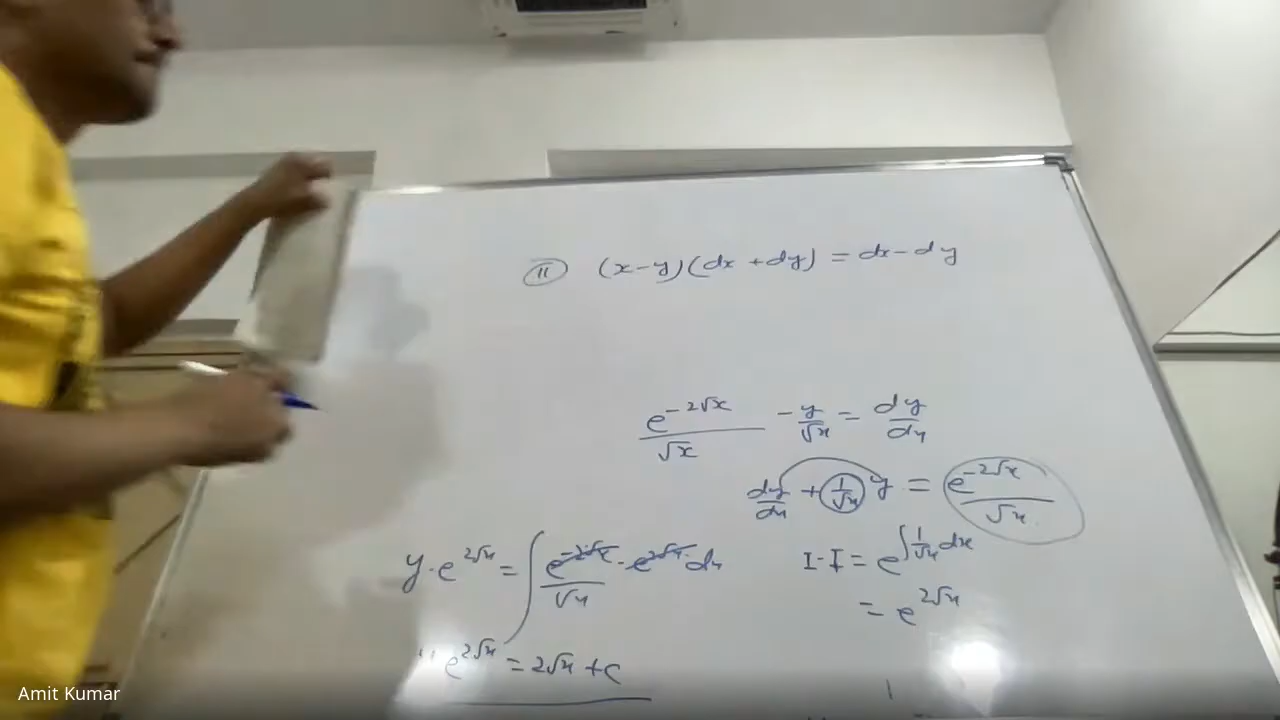 (11) (x-y)(dx+dy) = dx-dy
e^{-2√x}/√x - y/√x = dy/dx
dy/dx + (1/√x) y = e^{-2√x}/√x
I·F = e^{∫ 1/√x dx}
= e^{2√x}
y·e^{2√x} = ∫ e^{-2√x}/√x · e^{2√x} dx
e^{2√x} = 2√x + c
Amit Kumar